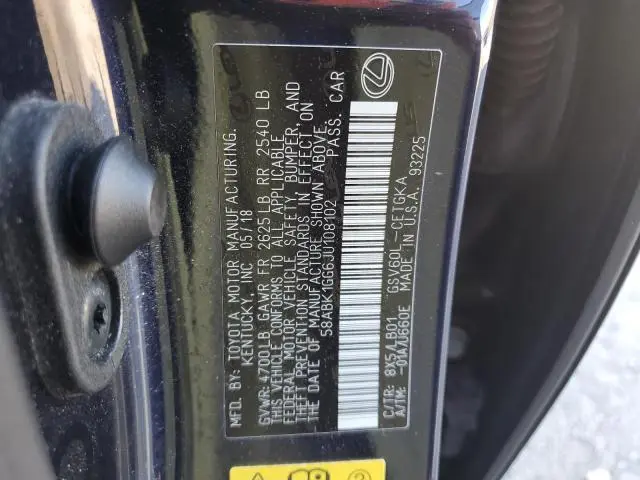 MFD. BY: TOYOTA MOTOR MANUFACTURING.
KENTUCKY, INC 05/18
GVWR: 4700 LB GAWR FR 2625 LB RR 2540 LB
THIS VEHICLE CONFORMS TO ALL APPLICABLE
FEDERAL MOTOR VEHICLE SAFETY, BUMPER, AND
THEFT PREVENTION STANDARDS IN EFFECT ON
THE DATE OF MANUFACTURE SHOWN ABOVE.
58ABK1GG6JU108102 PASS. CAR
C/TR: 8X5/LB01 GSV60L-CETGKA
A/TM: -01A/U660E MADE IN U.S.A. 93225